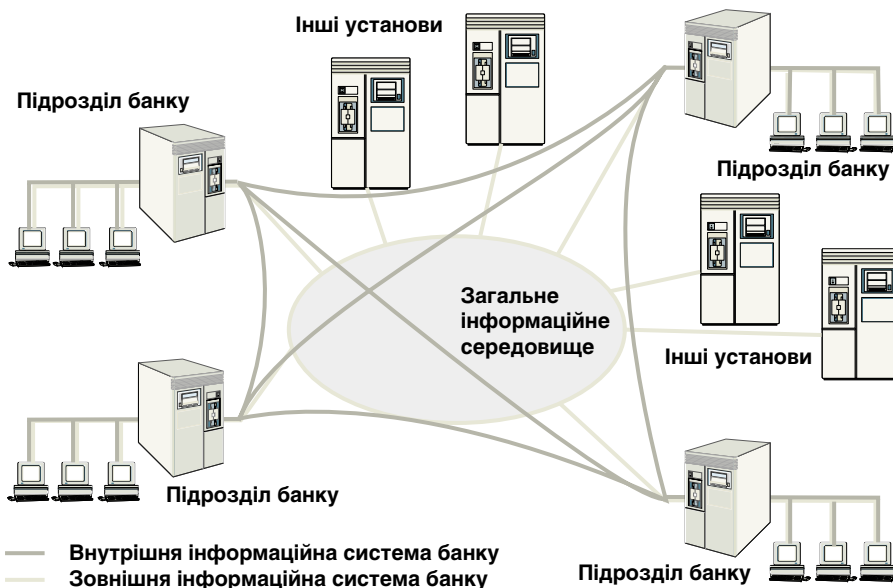 Інші установи
Підрозділ банку
Підрозділ банку
Загальне
інформаційне
середовище
Інші установи
Підрозділ банку
Внутрішня інформаційна система банку
Зовнішня інформаційна система банку
Підрозділ банку